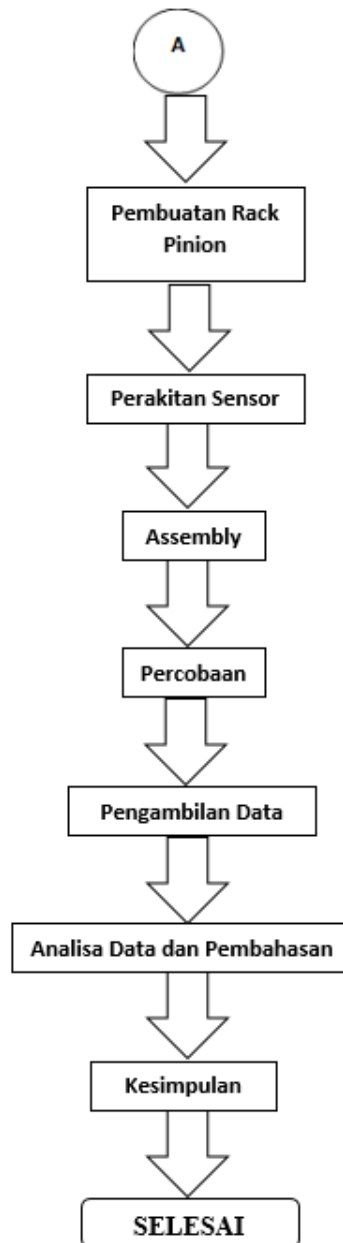 A
Pembuatan Rack
Pinion
Perakitan Sensor
Assembly
Percobaan
Pengambilan Data
Analisa Data dan Pembahasan
Kesimpulan
SELESAI